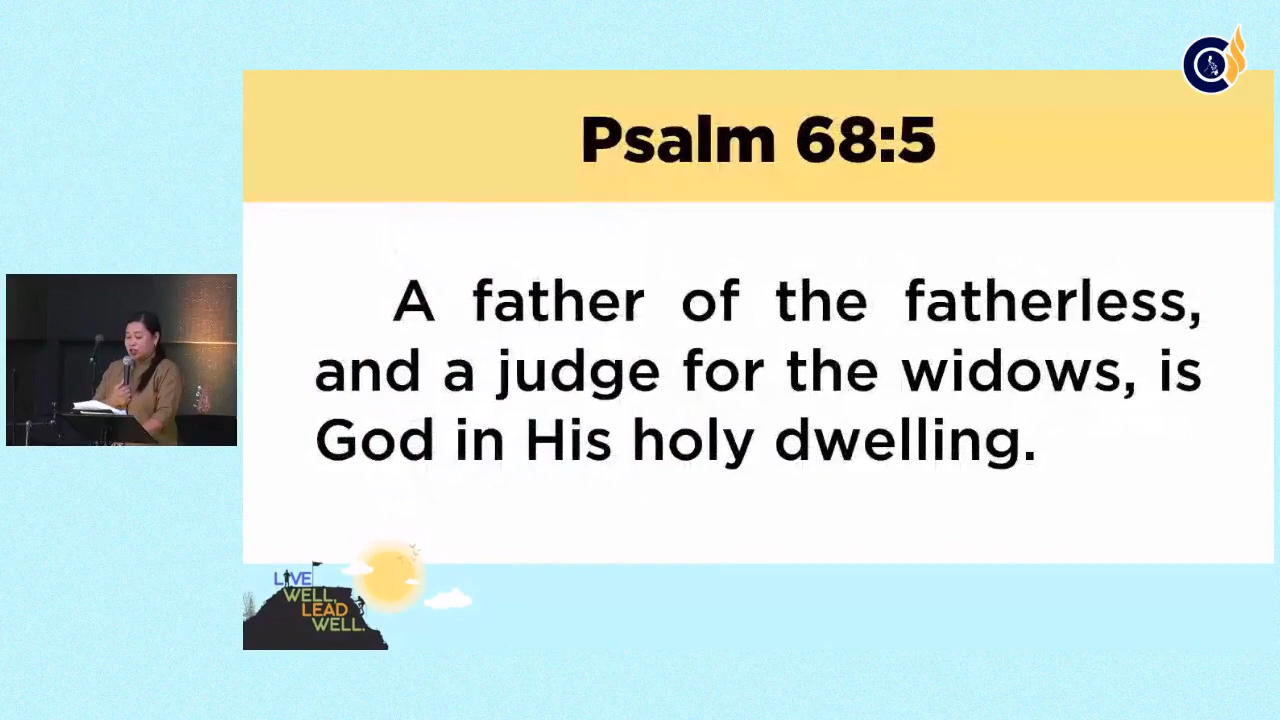 Psalm 68:5
A father of the fatherless,
and a judge for the widows, is
God in His holy dwelling.
LIVE
WELL,
LEAD
WELL.